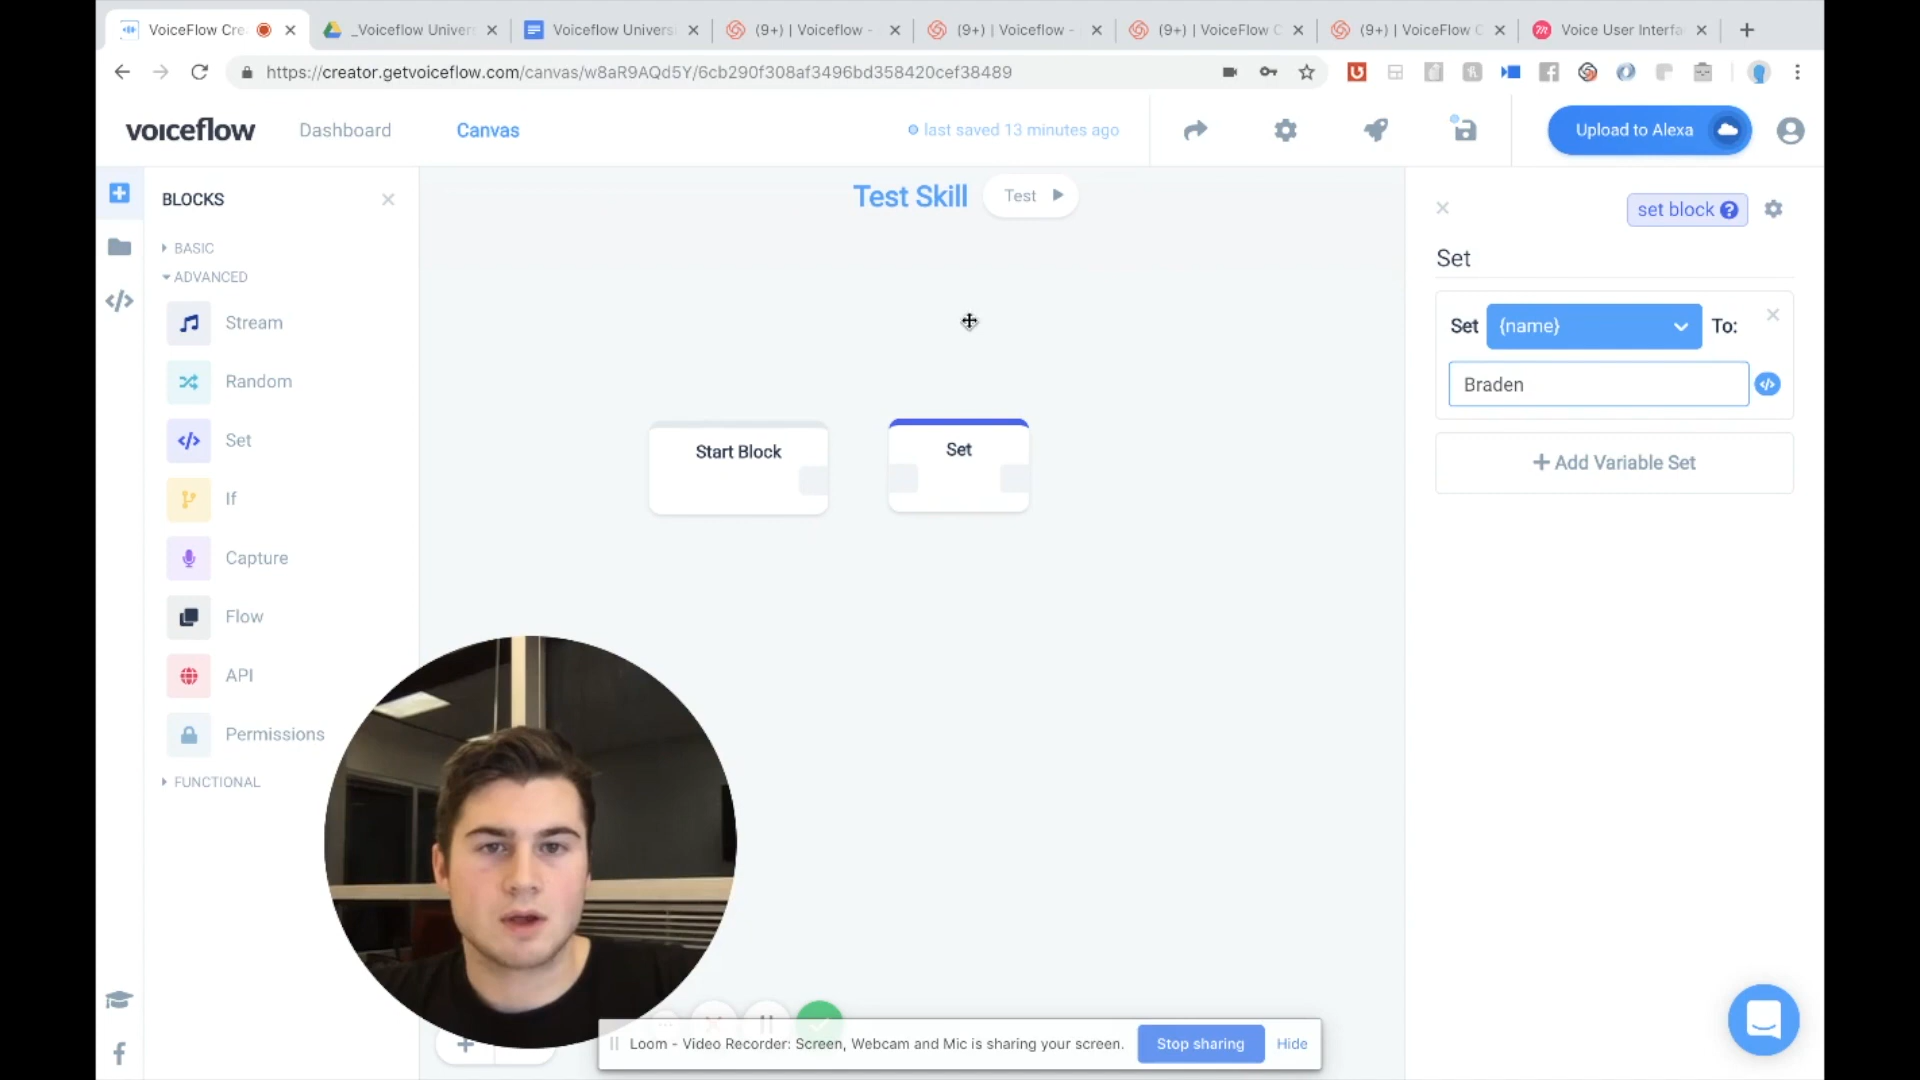 VoiceFlow Cre
_Voiceflow Univers
Voiceflow Universi
(9+) | Voiceflow -
(9+) | Voiceflow -
(9+) | VoiceFlow C
(9+) | VoiceFlow C
Voice User Interfa
https://creator.getvoiceflow.com/canvas/w8aR9AQd5Y/6cb290f308af3496bd358420cef38489
voiceflow
Dashboard
Canvas
last saved 13 minutes ago
Upload to Alexa
BLOCKS
Test Skill
Test
set block ?
BASIC
ADVANCED
Set
Stream
Set {name} To:
Random
Braden
Set
Start Block
Set
+ Add Variable Set
If
Capture
Flow
API
Permissions
FUNCTIONAL
Loom - Video Recorder: Screen, Webcam and Mic is sharing your screen.
Stop sharing
Hide